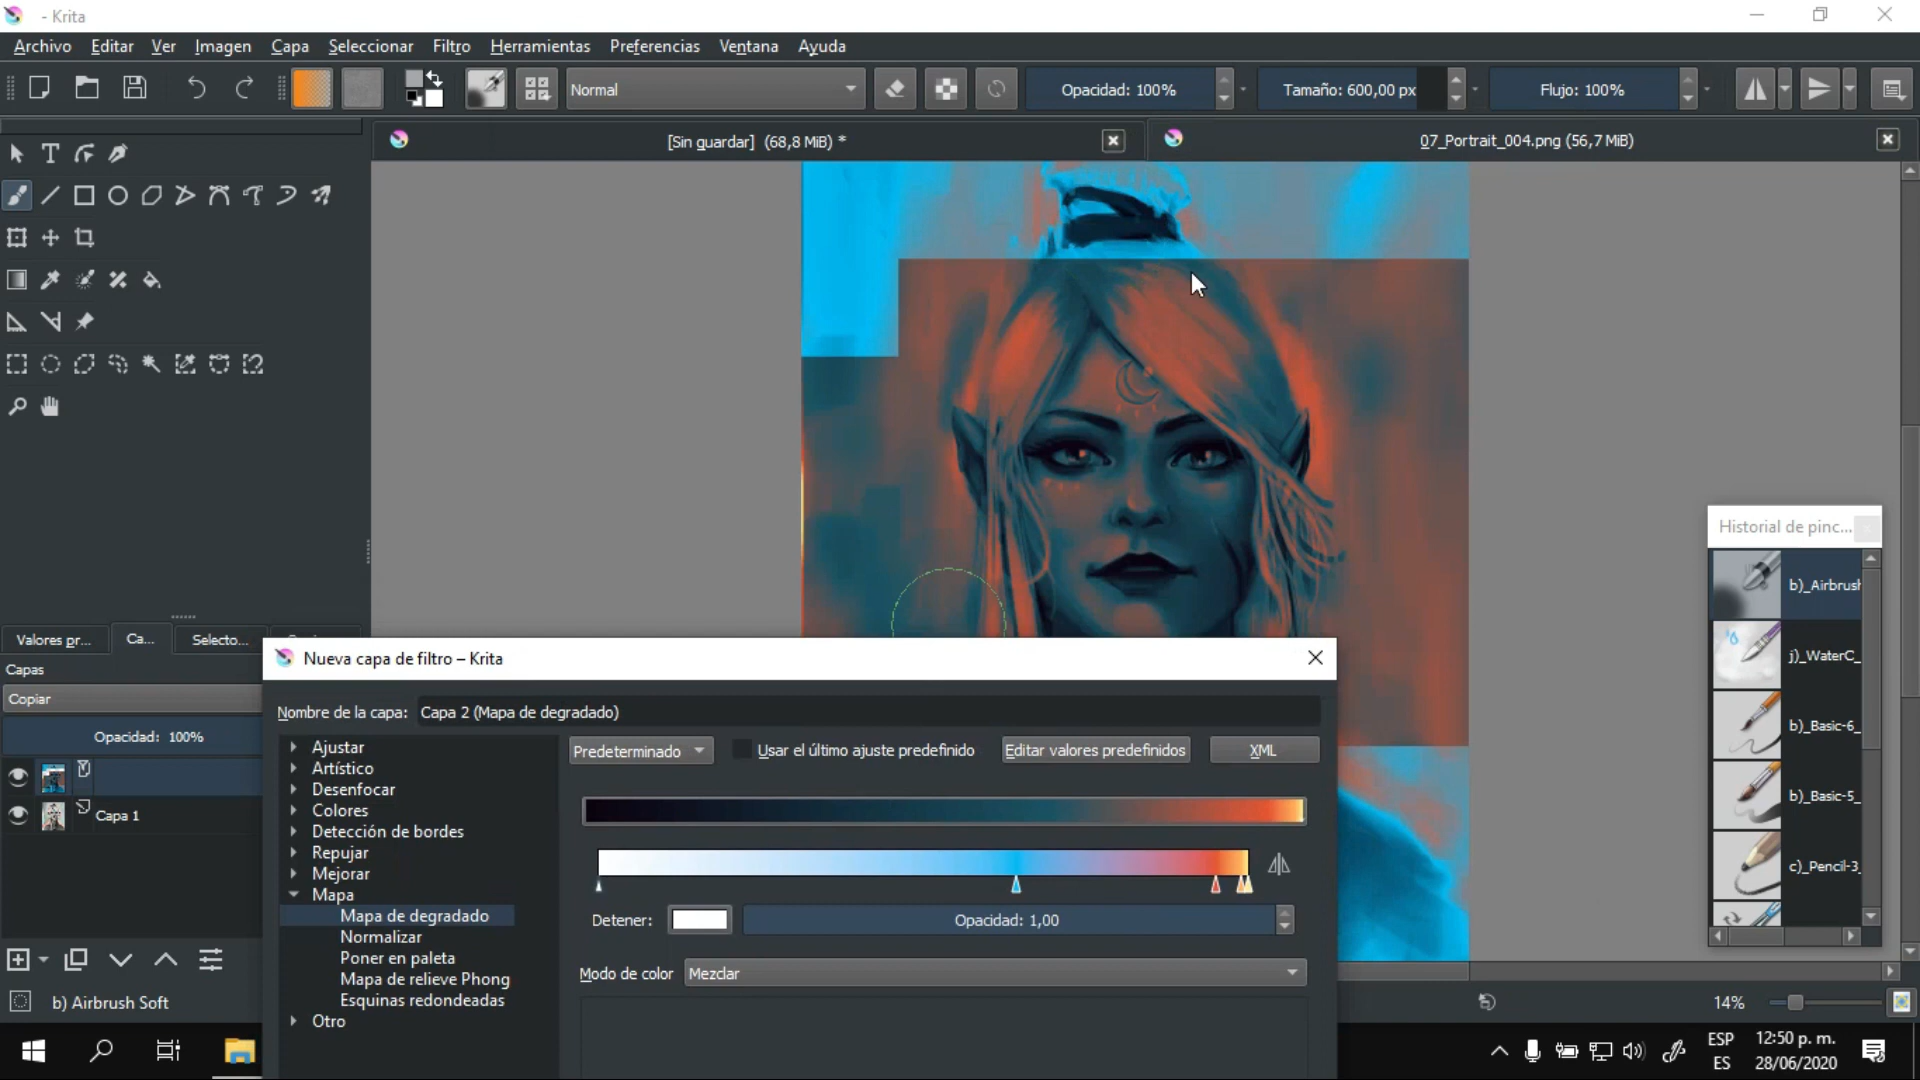 - Krita
Archivo Editar Ver Imagen Capa Seleccionar Filtro Herramientas Preferencias Ventana Ayuda
Normal
Opacidad: 100%
Tamaño: 600,00 px
Flujo: 100%
[Sin guardar] (68,8 MiB) *
07_Portrait_004.png (56,7 MiB)
Historial de pinc...
b)_Airbrush
j)_WaterC_
b)_Basic-6_
b)_Basic-5_
c)_Pencil-3_
Valores pr... Ca... Selecto...
Capas
Copiar
Opacidad: 100%
Capa 1
b) Airbrush Soft
Nueva capa de filtro – Krita
Nombre de la capa: Capa 2 (Mapa de degradado)
Ajustar
Artístico
Desenfocar
Colores
Detección de bordes
Repujar
Mejorar
Mapa
Mapa de degradado
Normalizar
Poner en paleta
Mapa de relieve Phong
Esquinas redondeadas
Otro
Predeterminado
Usar el último ajuste predefinido
Editar valores predefinidos
XML
Detener:
Opacidad: 1,00
Modo de color Mezclar
14%
ESP
ES
12:50 p. m.
28/06/2020